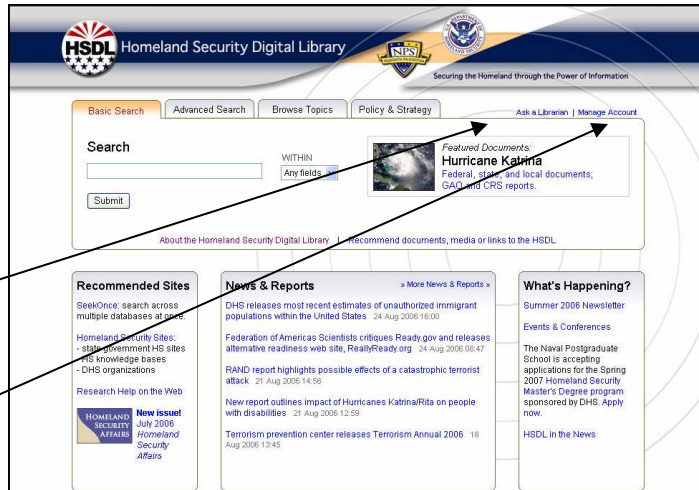 HSDL Homeland Security Digital Library
NPS
Securing the Homeland through the Power of Information
Basic Search Advanced Search Browse Topics Policy & Strategy Ask a Librarian | Manage Account
Search
WITHIN
Any fields
Submit
Featured Documents:
Hurricane Katrina
Federal, state, and local documents;
GAO and CRS reports.
About the Homeland Security Digital Library | Recommend documents, media or links to the HSDL
Recommended Sites
SeekOnce: search across
multiple databases at once.
Homeland Security Sites:
- state government HS sites
- HS knowledge bases
- DHS organizations
Research Help on the Web
HOMELAND
SECURITY
AFFAIRS
New issue!
July 2006
Homeland
Security
Affairs
News & Reports » More News & Reports »
DHS releases most recent estimates of unauthorized immigrant
populations within the United States 24 Aug 2006 16:00
Federation of Americas Scientists critiques Ready.gov and releases
alternative readiness web site, ReallyReady.org 24 Aug 2006 08:47
RAND report highlights possible effects of a catastrophic terrorist
attack 21 Aug 2006 14:56
New report outlines impact of Hurricanes Katrina/Rita on people
with disabilities 21 Aug 2006 12:59
Terrorism prevention center releases Terrorism Annual 2006 18
Aug 2006 13:45
What's Happening?
Summer 2006 Newsletter
Events & Conferences
The Naval Postgraduate
School is accepting
applications for the Spring
2007 Homeland Security
Master's Degree program
sponsored by DHS. Apply
now.
HSDL in the News